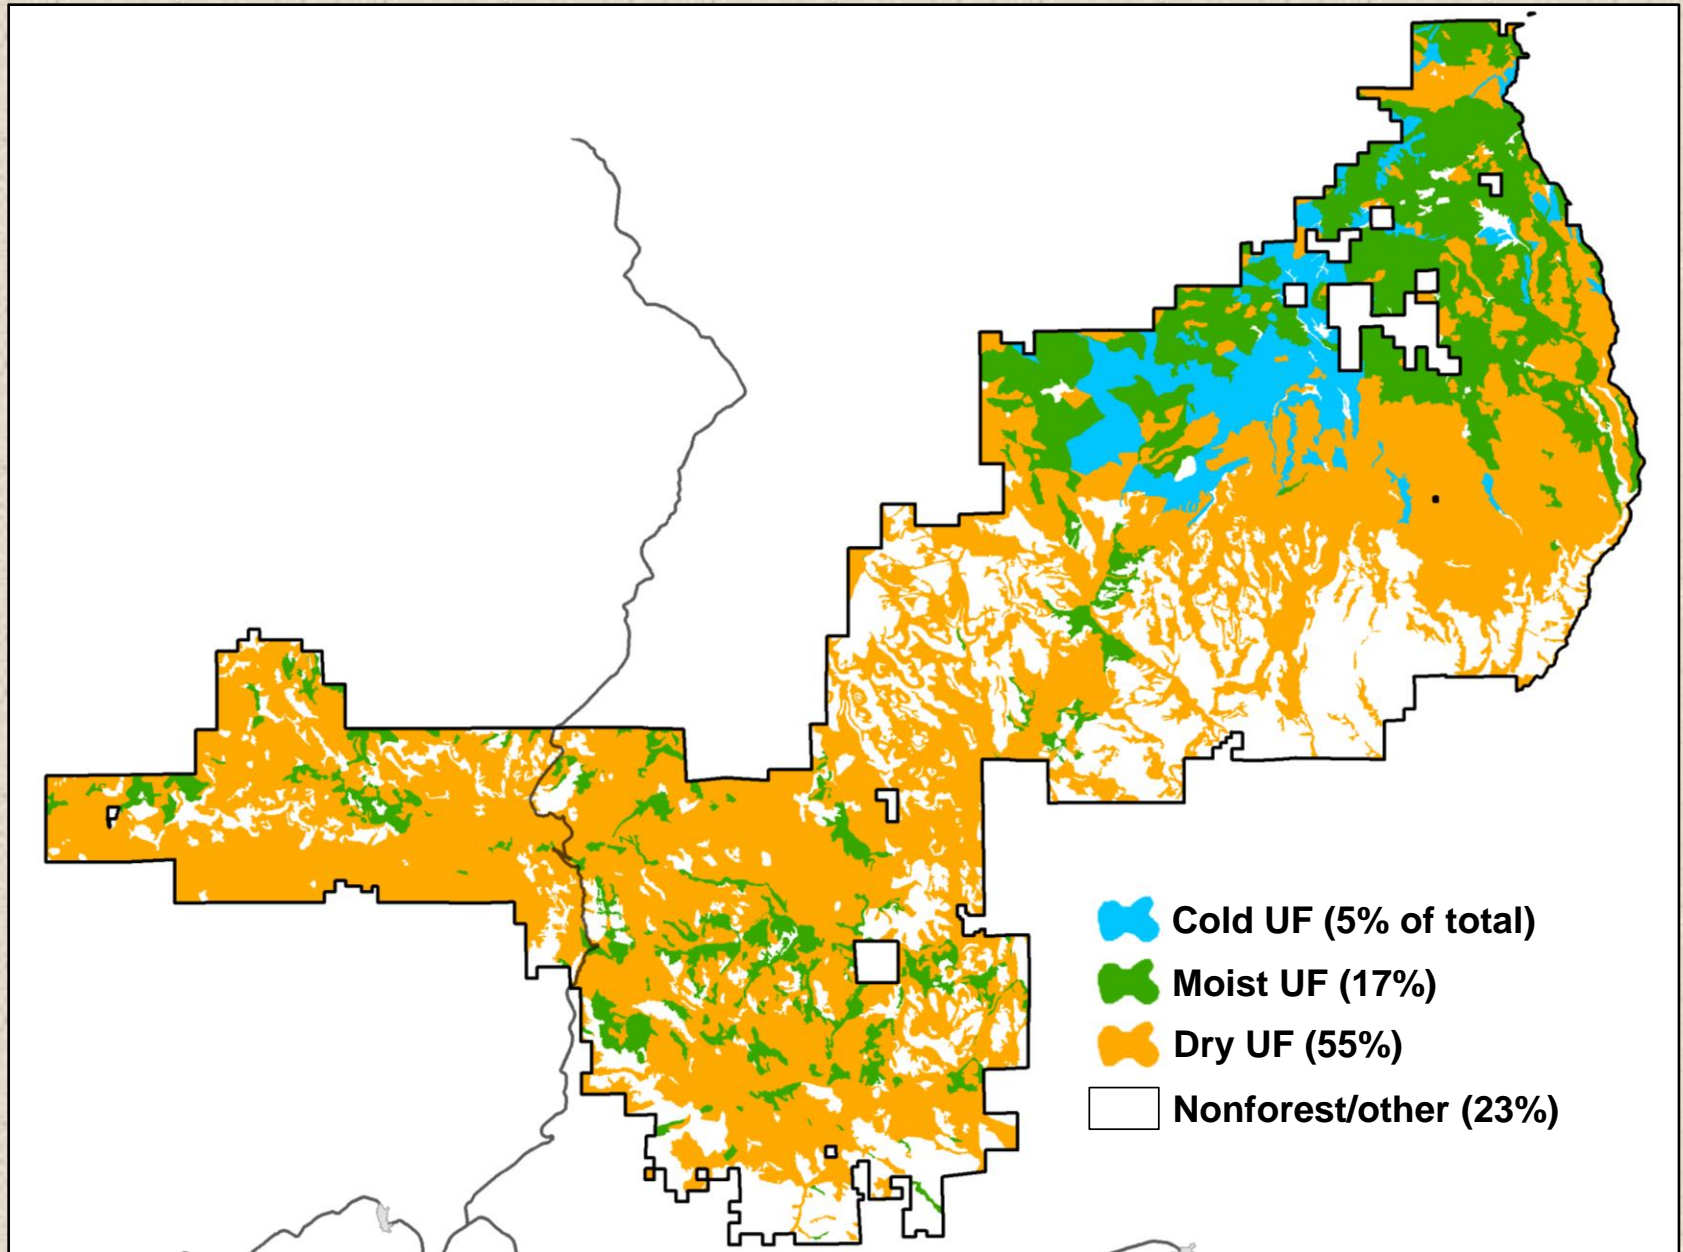 Cold UF (5% of total)
Moist UF (17%)
Dry UF (55%)
Nonforest/other (23%)